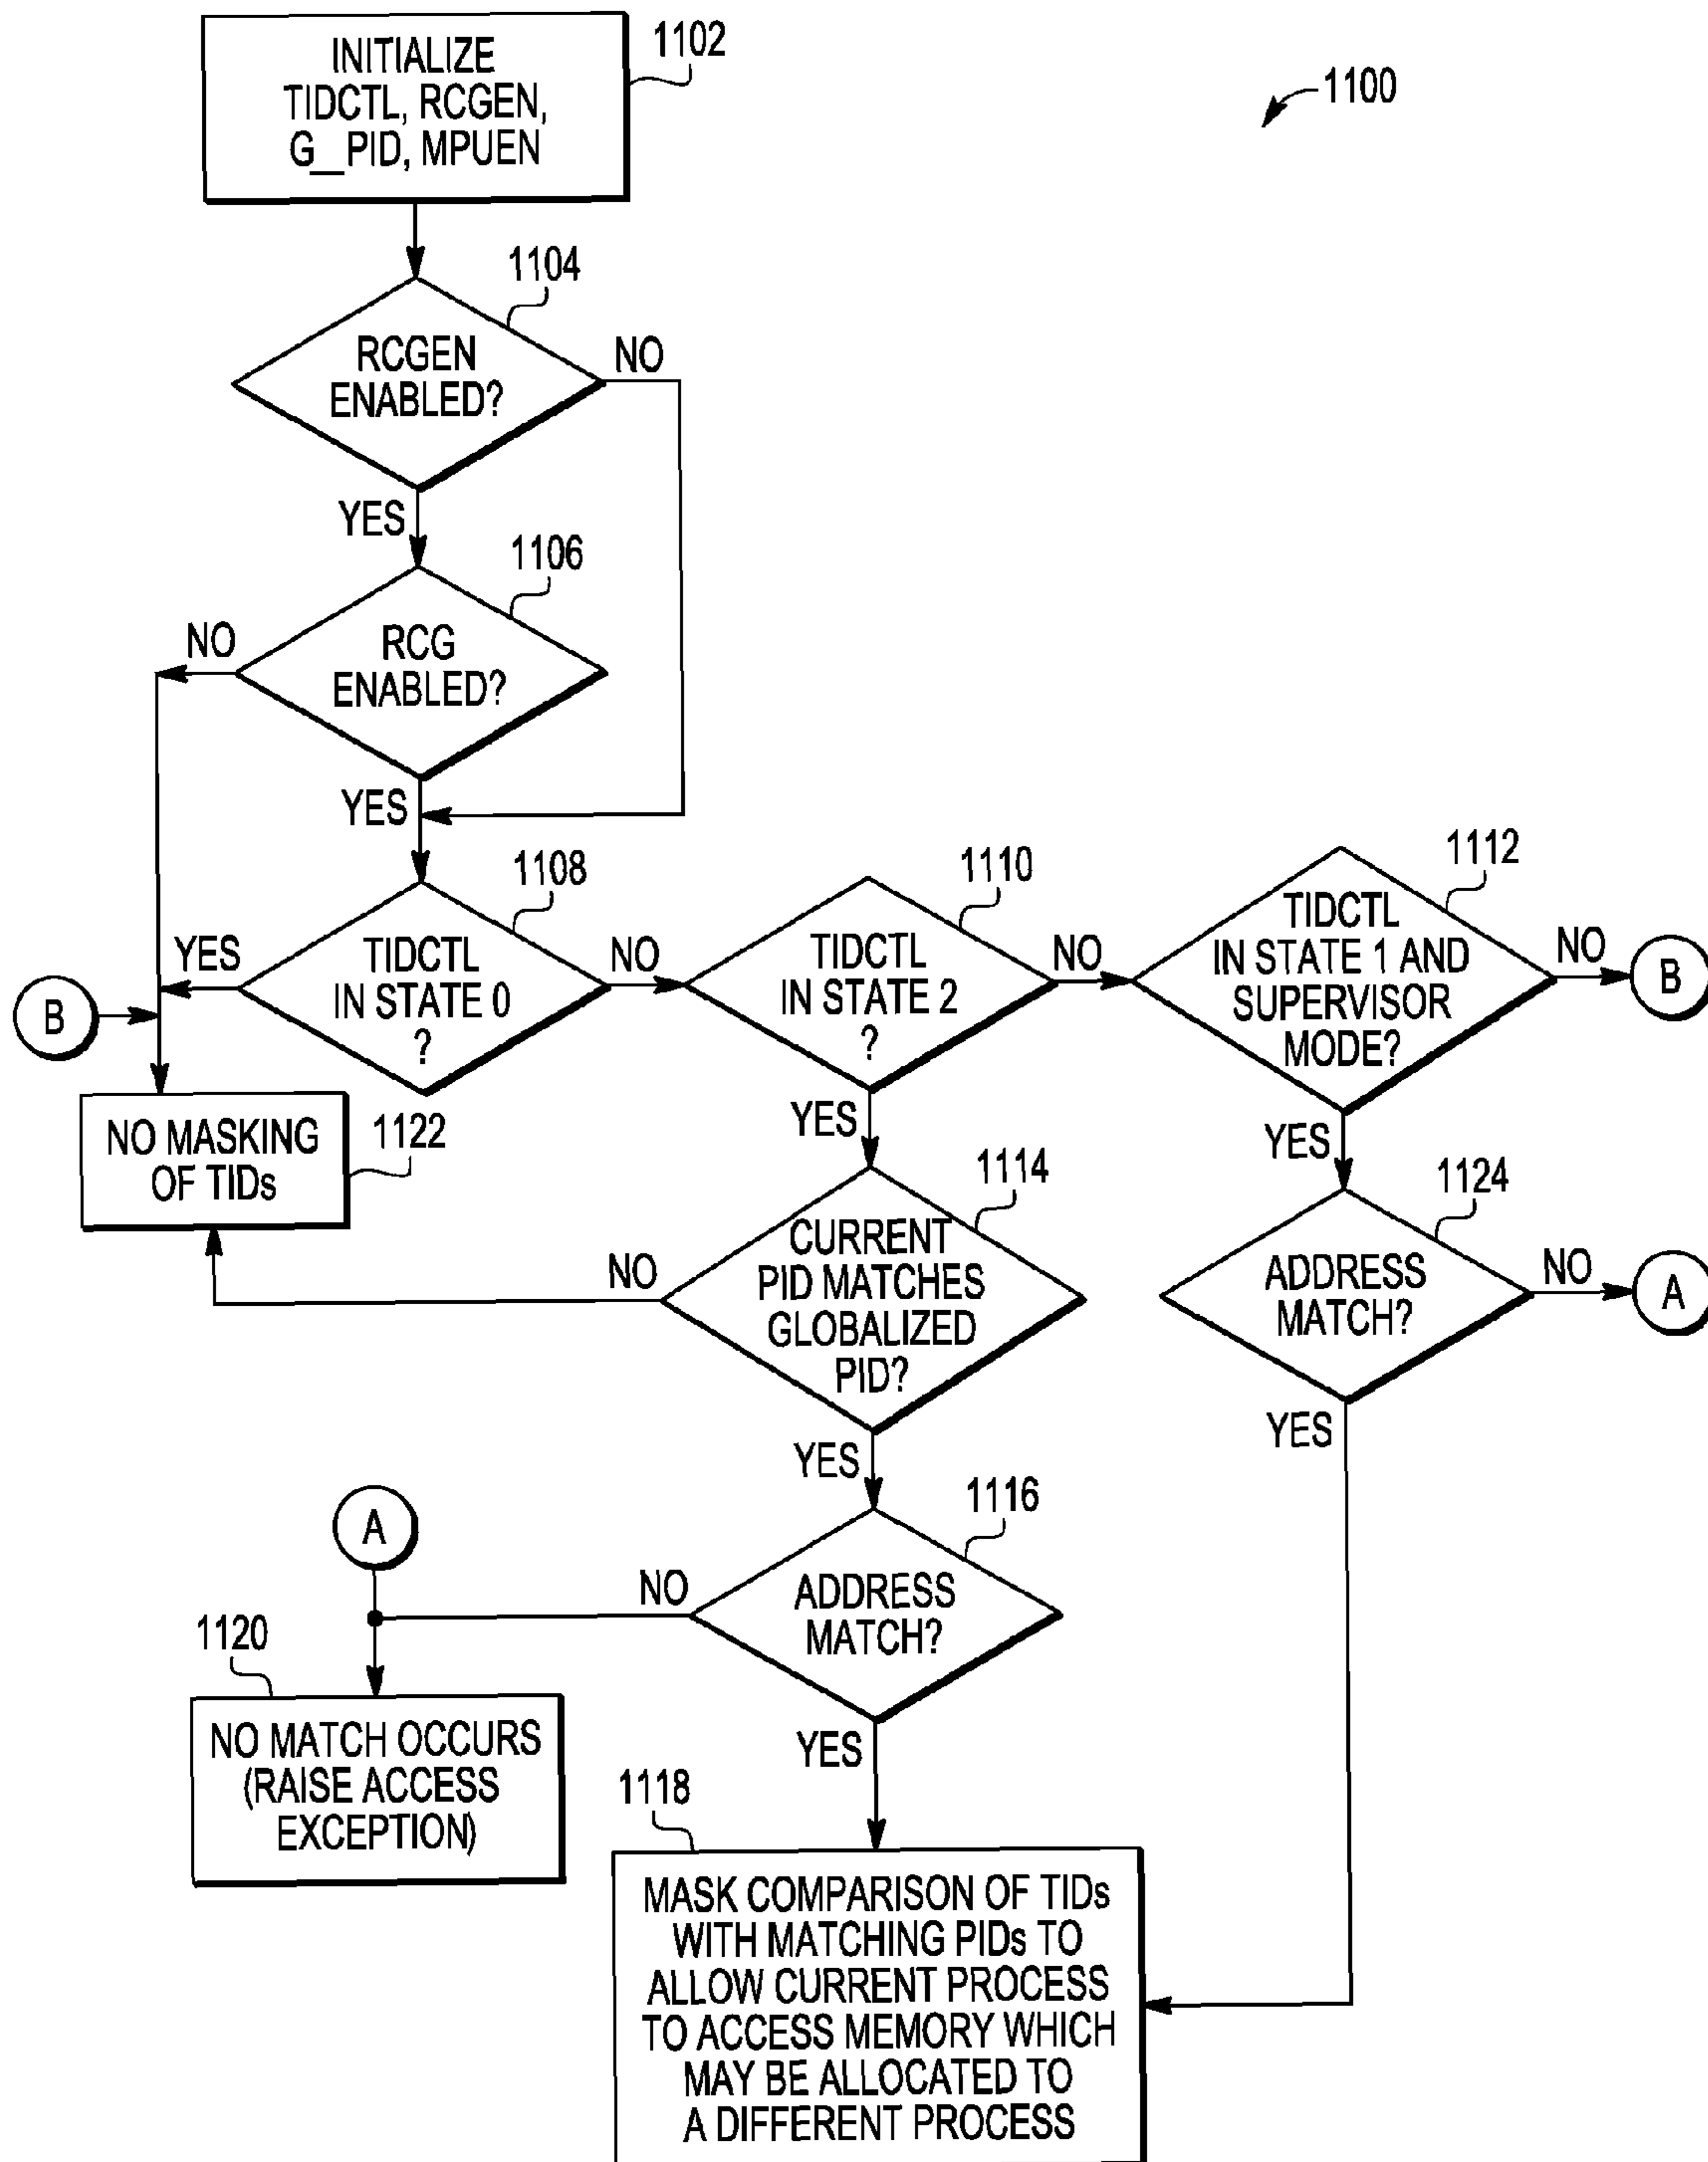 INITIALIZE
TIDCTL, RCGEN,
G__PID, MPUEN
1102
1100
1104
RCGEN
ENABLED?
NO
YES
1106
RCG
ENABLED?
NO
YES
1108
TIDCTL
IN STATE 0
?
YES
NO
1110
TIDCTL
IN STATE 2
?
NO
YES
1112
TIDCTL
IN STATE 1 AND
SUPERVISOR
MODE?
NO
B
YES
B
NO MASKING
OF TIDs
1122
1114
CURRENT
PID MATCHES
GLOBALIZED
PID?
NO
YES
1124
ADDRESS
MATCH?
NO
A
YES
A
1116
ADDRESS
MATCH?
NO
YES
1120
NO MATCH OCCURS
(RAISE ACCESS
EXCEPTION)
1118
MASK COMPARISON OF TIDs
WITH MATCHING PIDs TO
ALLOW CURRENT PROCESS
TO ACCESS MEMORY WHICH
MAY BE ALLOCATED TO
A DIFFERENT PROCESS